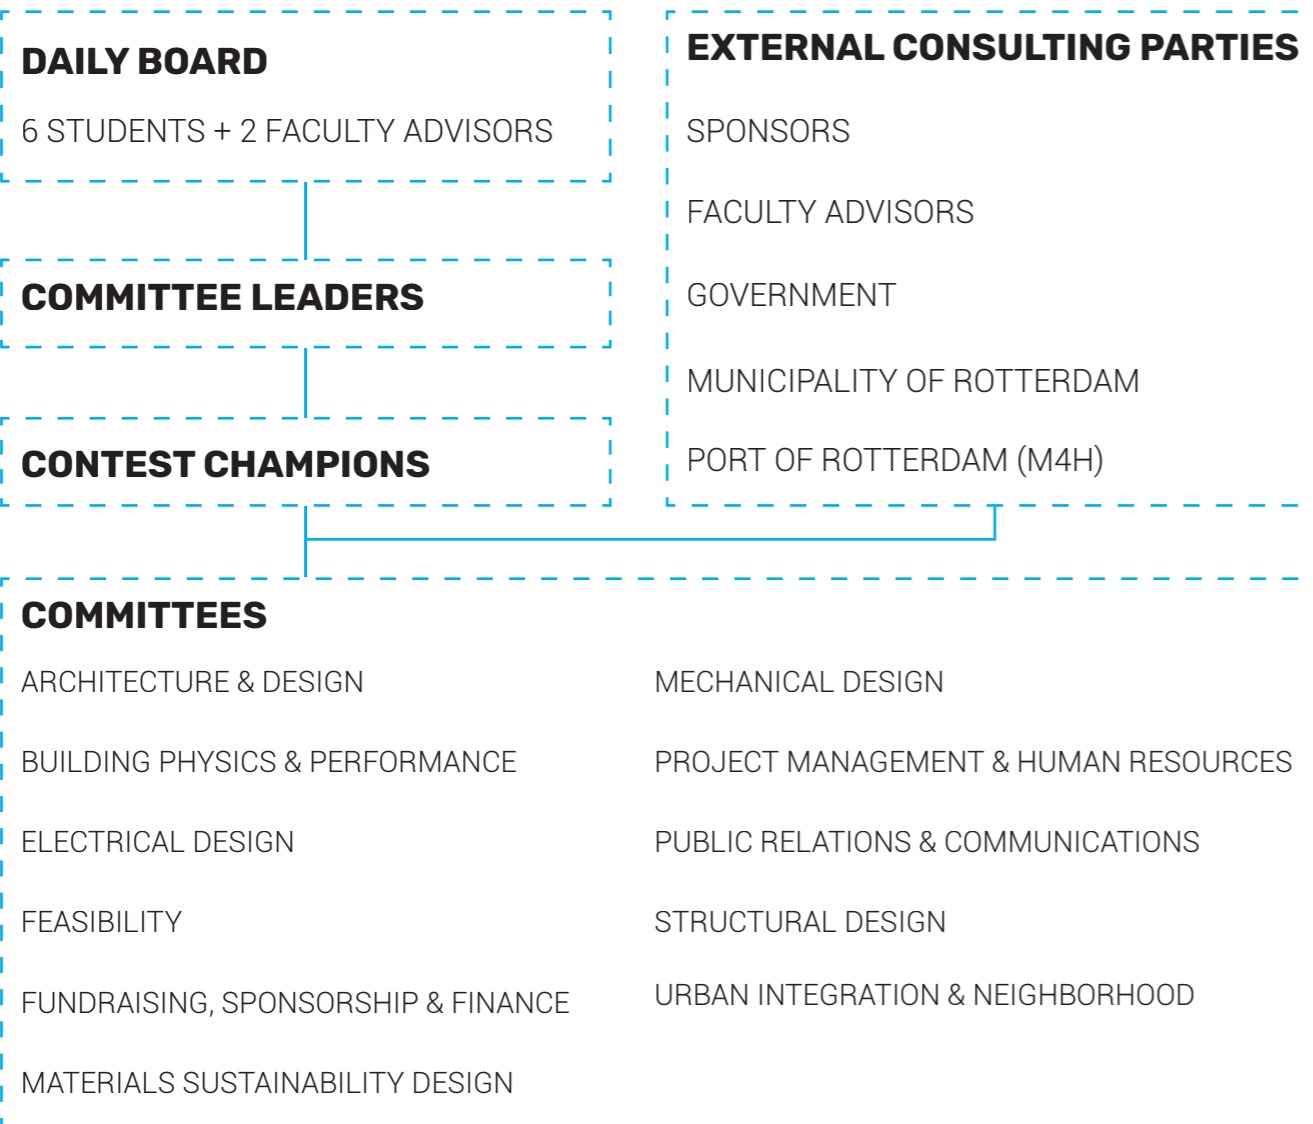 DAILY BOARD
6 STUDENTS + 2 FACULTY ADVISORS
COMMITTEE LEADERS
CONTEST CHAMPIONS
EXTERNAL CONSULTING PARTIES
SPONSORS
FACULTY ADVISORS
GOVERNMENT
MUNICIPALITY OF ROTTERDAM
PORT OF ROTTERDAM (M4H)
COMMITTEES
ARCHITECTURE & DESIGN
BUILDING PHYSICS & PERFORMANCE
ELECTRICAL DESIGN
FEASIBILITY
FUNDRAISING, SPONSORSHIP & FINANCE
MATERIALS SUSTAINABILITY DESIGN
MECHANICAL DESIGN
PROJECT MANAGEMENT & HUMAN RESOURCES
PUBLIC RELATIONS & COMMUNICATIONS
STRUCTURAL DESIGN
URBAN INTEGRATION & NEIGHBORHOOD